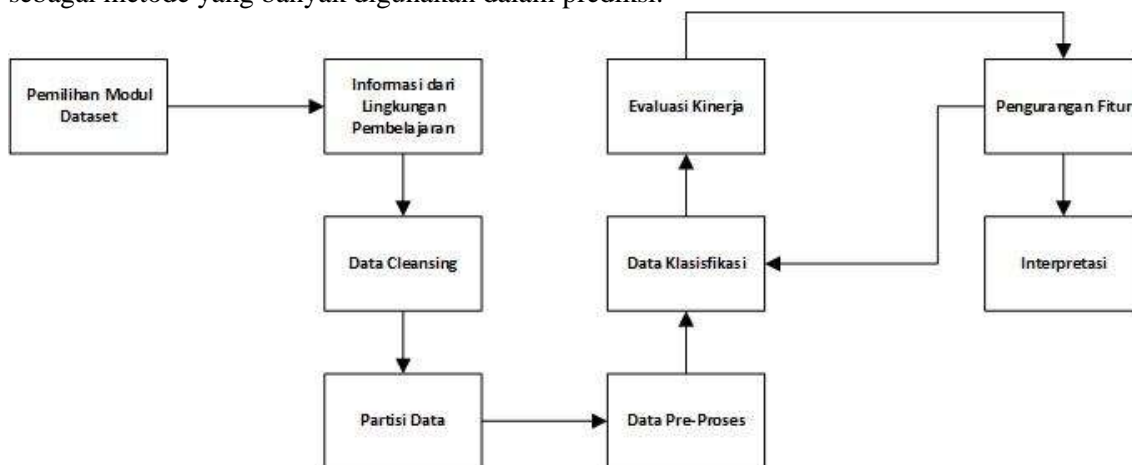 sebagai metode yang banyak digunakan dalam prediksi.
Pemilihan Modul
Dataset
Informasi dari
Lingkungan
Pembelajaran
Evaluasi Kinerja
Pengurangan Fitur
Data Cleansing
Data Klasisfikasi
Interpretasi
Partisi Data
Data Pre-Proses